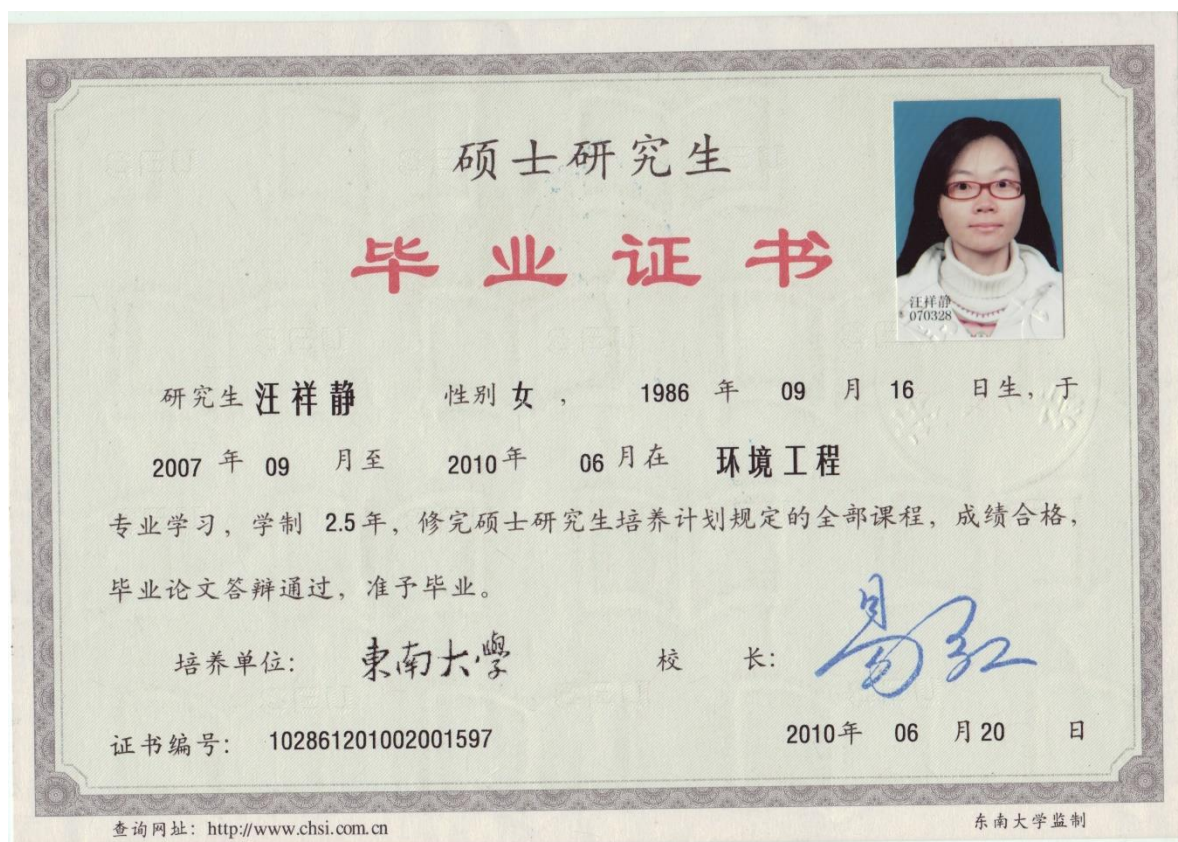 硕士研究生
毕业证书
汪祥静
070328
研究生 汪祥静 性别 女 , 1986 年 09 月 16 日生, 于
2007 年 09 月至 2010 年 06 月在 环境工程
专业学习, 学制 2.5 年, 修完硕士研究生培养计划规定的全部课程, 成绩合格,
毕业论文答辩通过, 准予毕业。
培养单位: 東南大學 校 长: 易红
证书编号: 102861201002001597 2010 年 06 月 20 日
查询网址: http://www.chsi.com.cn 东南大学监制